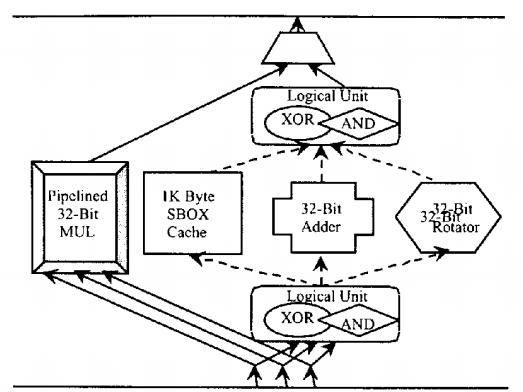 Logical Unit
XOR
AND
Pipelined
32-Bit
MUL
1K Byte
SBOX
Cache
32-Bit
Adder
32-Bit
32-Bit
Rotator
Logical Unit
XOR
AND